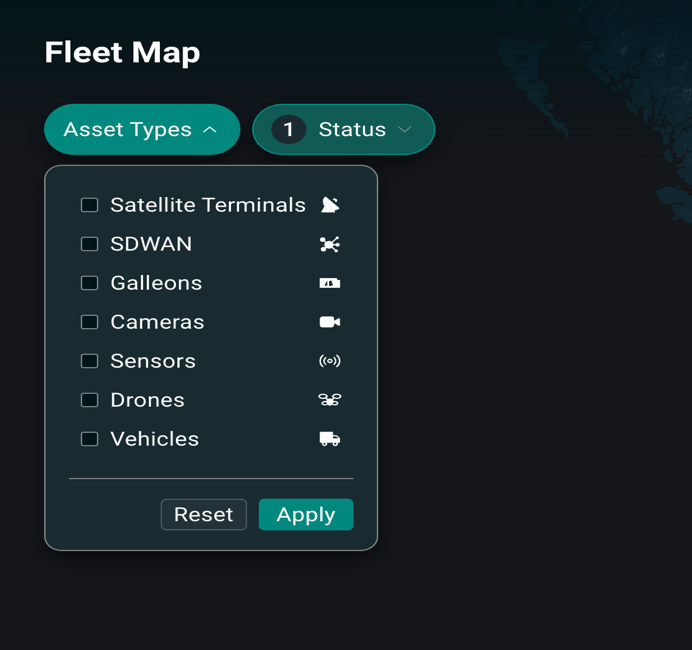 Fleet Map
Asset Types
1 Status
Satellite Terminals
SDWAN
Galleons
Cameras
Sensors
Drones
Vehicles
Reset Apply